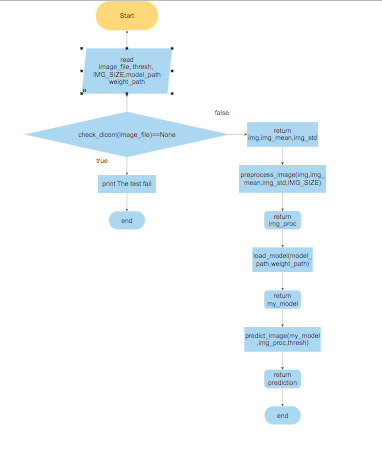 Start
read
image_file, thresh,
IMG_SIZE,model_path
weight_path
check_dicom(image_file)==None
false
true
print The test fail
end
return
img,img_mean,img_std
preprocess_image(img,img_
mean,img_std,IMG_SIZE)
return
img_proc
load_model(model_
path,weight_path)
return
my_model
predict_image(my_model
,img_proc,thresh)
return
prediction
end